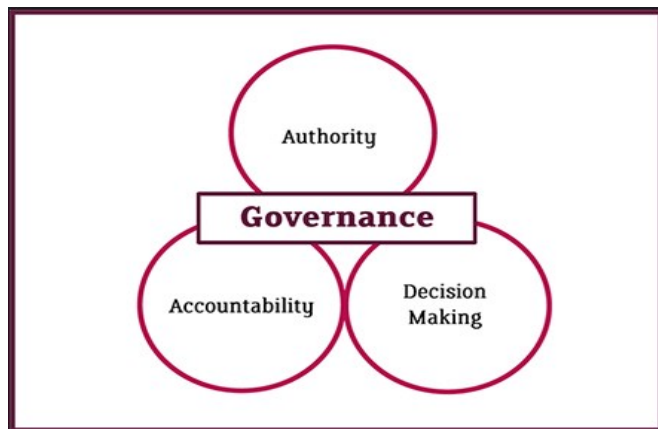 Authority
Governance
Accountability
Decision
Making